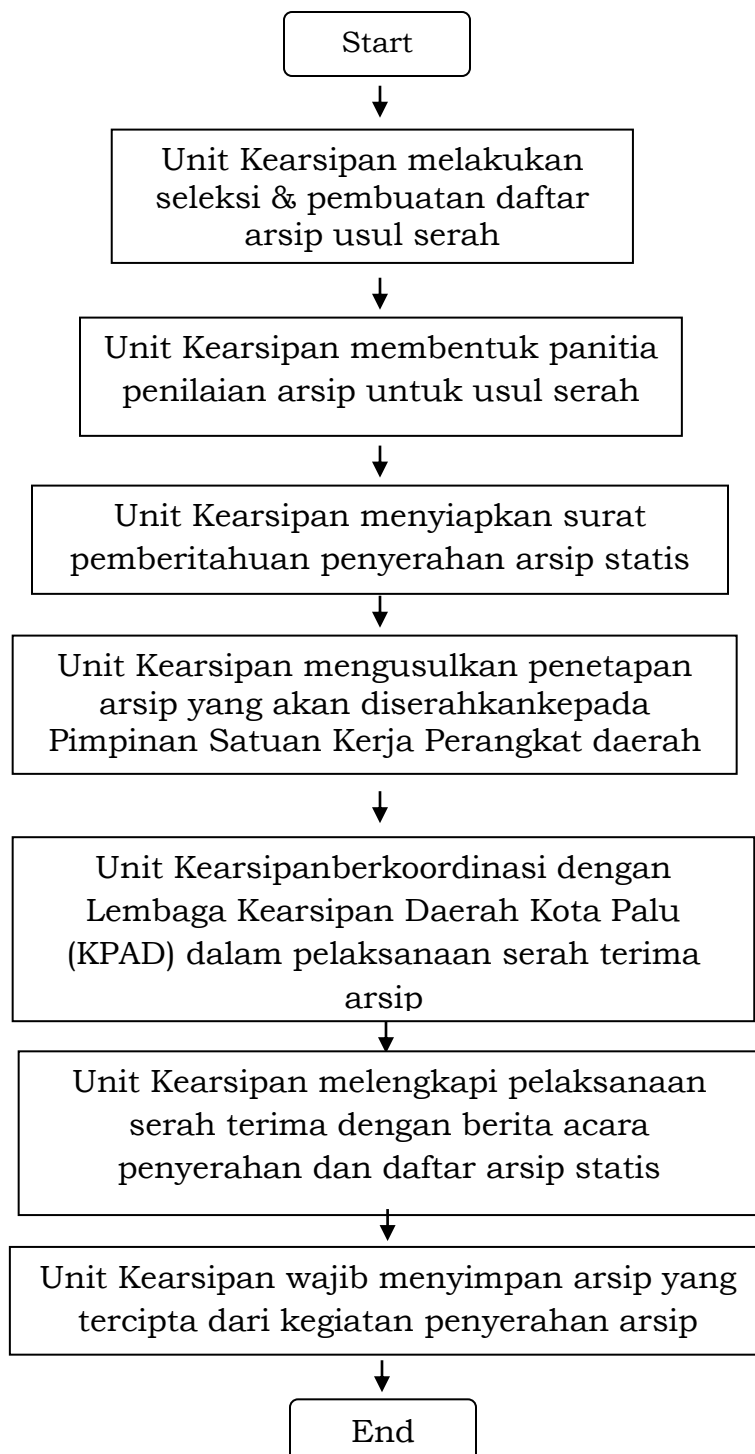 Start
Unit Kearsipan melakukan
seleksi & pembuatan daftar
arsip usul serah
Unit Kearsipan membentuk panitia
penilaian arsip untuk usul serah
Unit Kearsipan menyiapkan surat
pemberitahuan penyerahan arsip statis
Unit Kearsipan mengusulkan penetapan
arsip yang akan diserahkankepada
Pimpinan Satuan Kerja Perangkat daerah
Unit Kearsipanberkoordinasi dengan
Lembaga Kearsipan Daerah Kota Palu
(KPAD) dalam pelaksanaan serah terima
arsip
Unit Kearsipan melengkapi pelaksanaan
serah terima dengan berita acara
penyerahan dan daftar arsip statis
Unit Kearsipan wajib menyimpan arsip yang
tercipta dari kegiatan penyerahan arsip
End